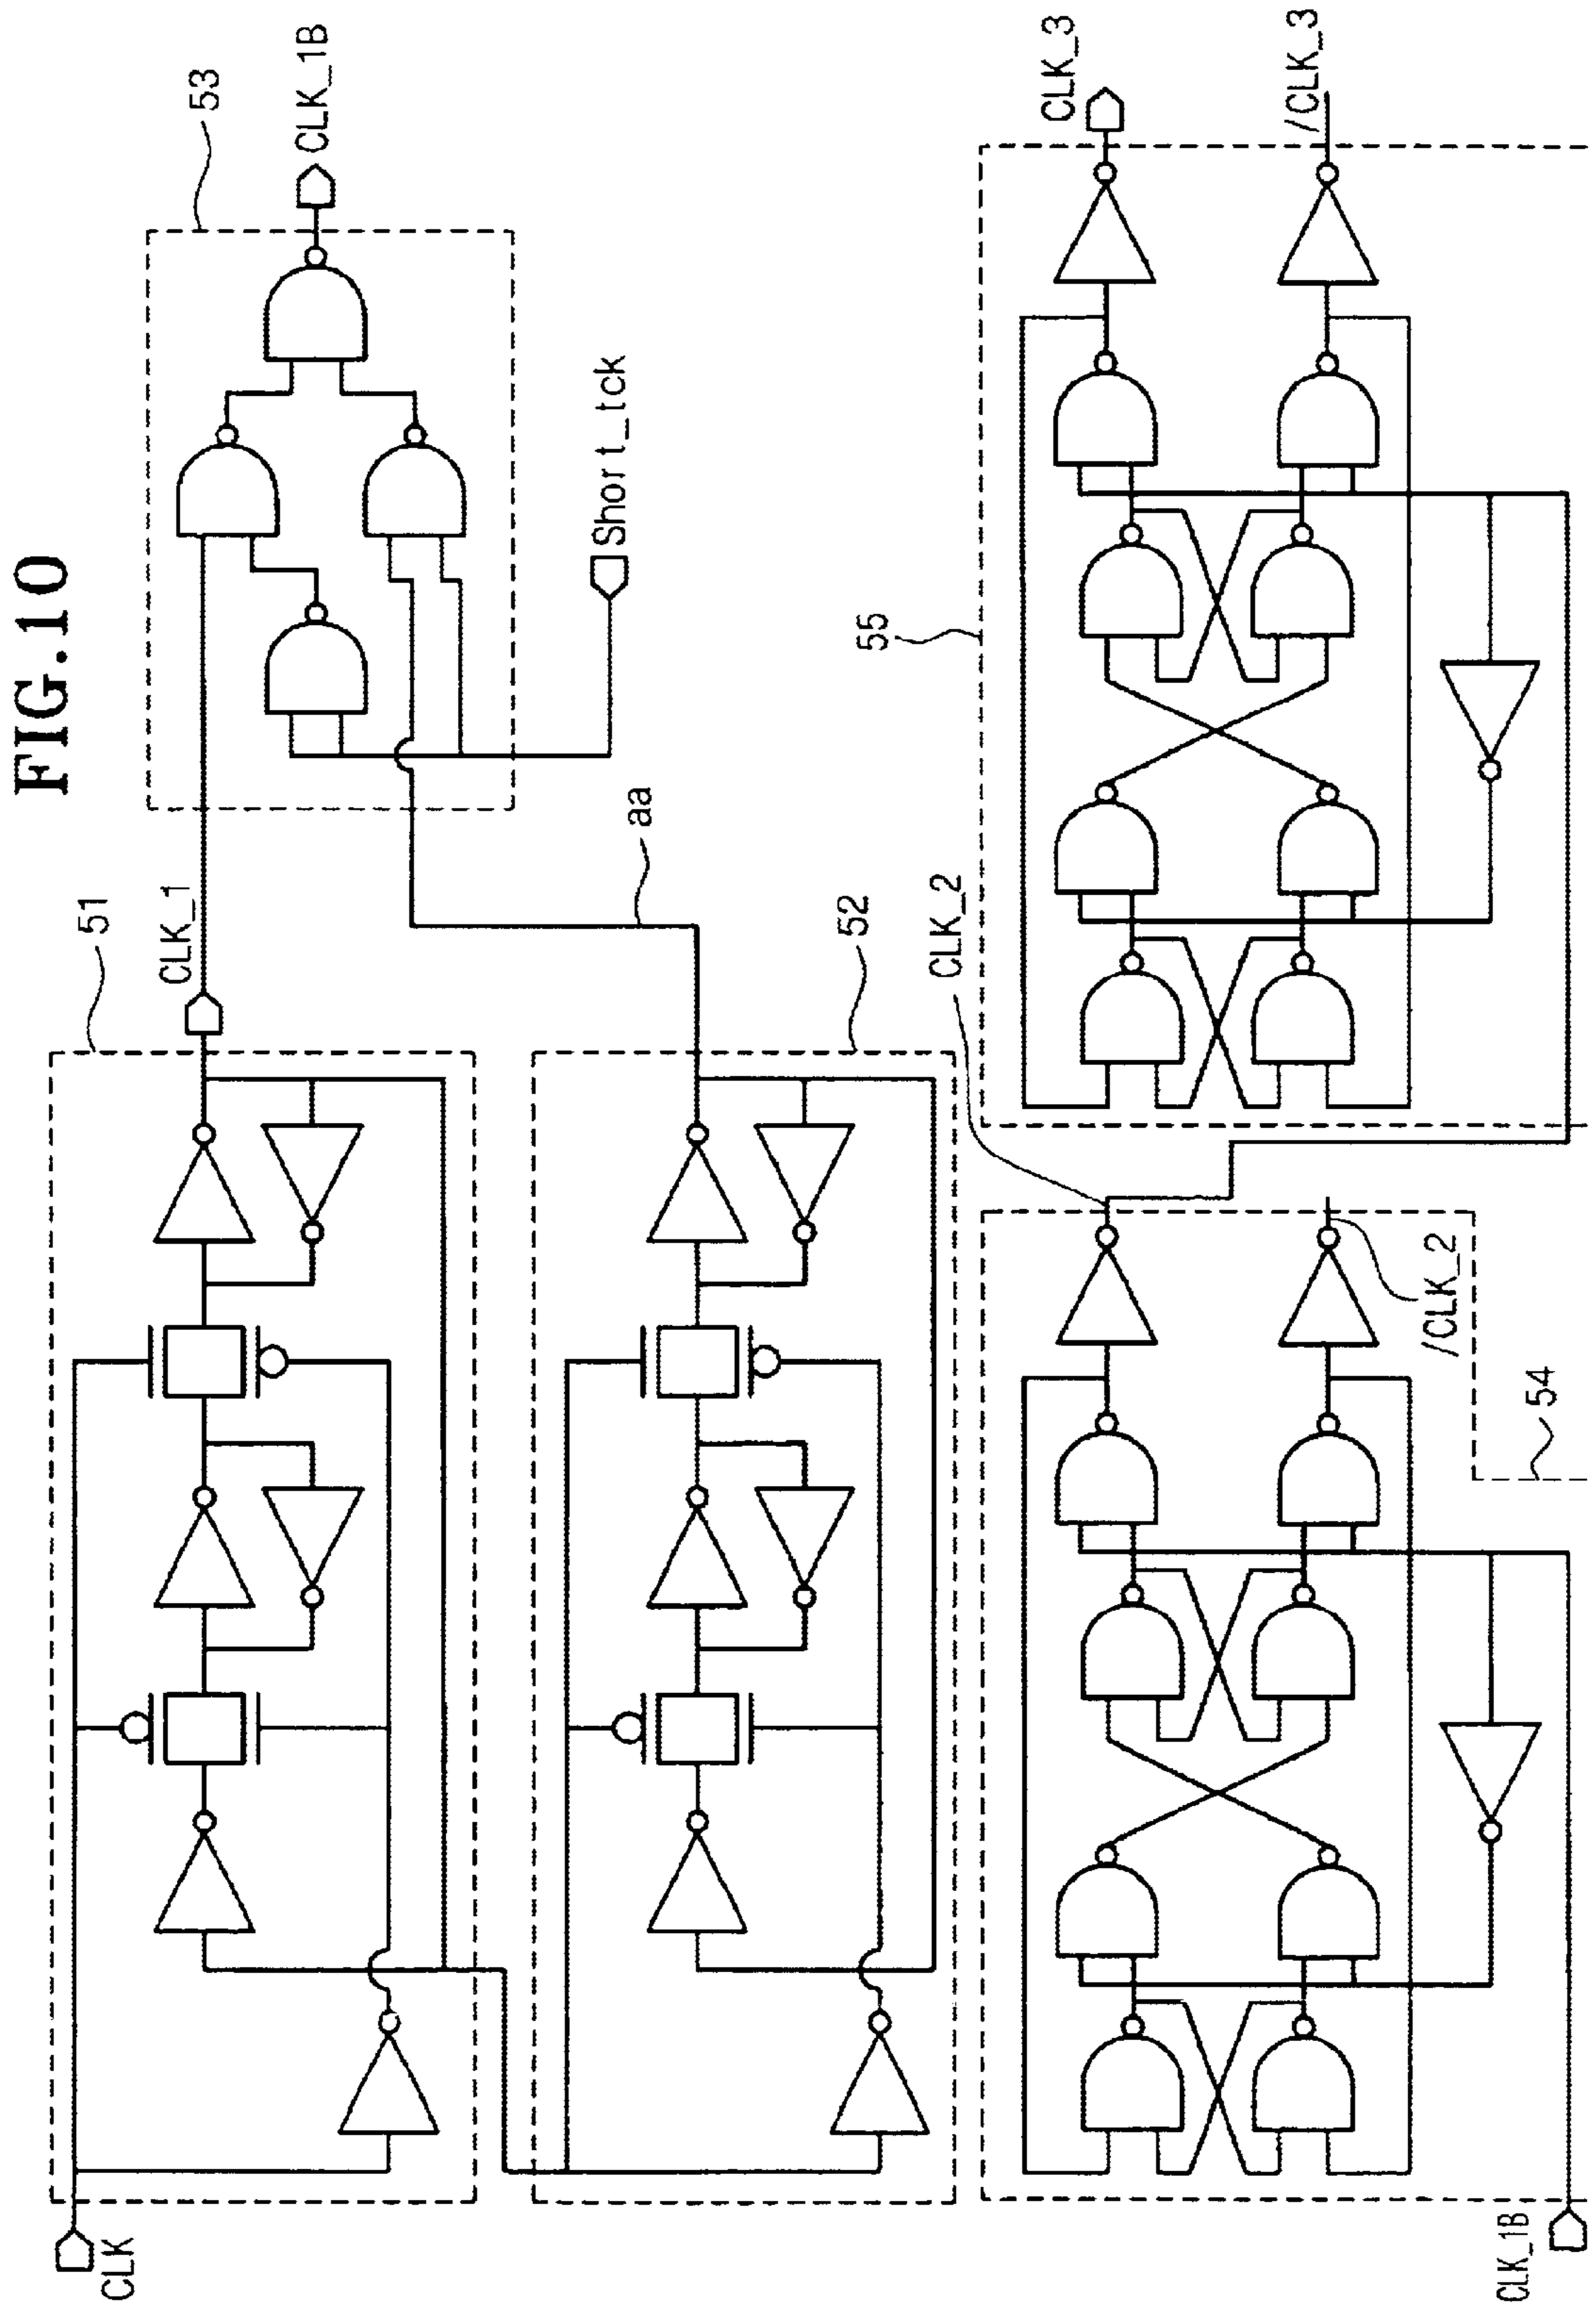 FIG.10
CLK
51
CLK_1
53
CLK_1B
Short_tck
aa
52
CLK_1B
54
/CLK_2
CLK_2
55
CLK_3
/CLK_3